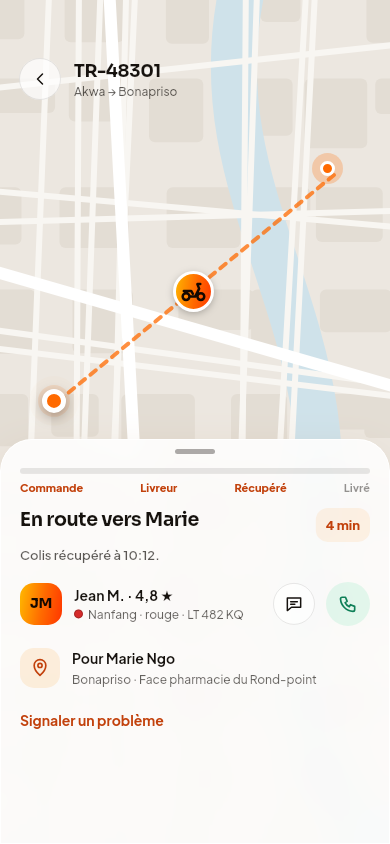 TR-48301
Akwa → Bonapriso
Commande Livreur Récupéré Livré
En route vers Marie
4 min
Colis récupéré à 10:12.
JM
Jean M. · 4,8 ★
Nanfang · rouge · LT 482 KQ
Pour Marie Ngo
Bonapriso · Face pharmacie du Rond-point
Signaler un problème